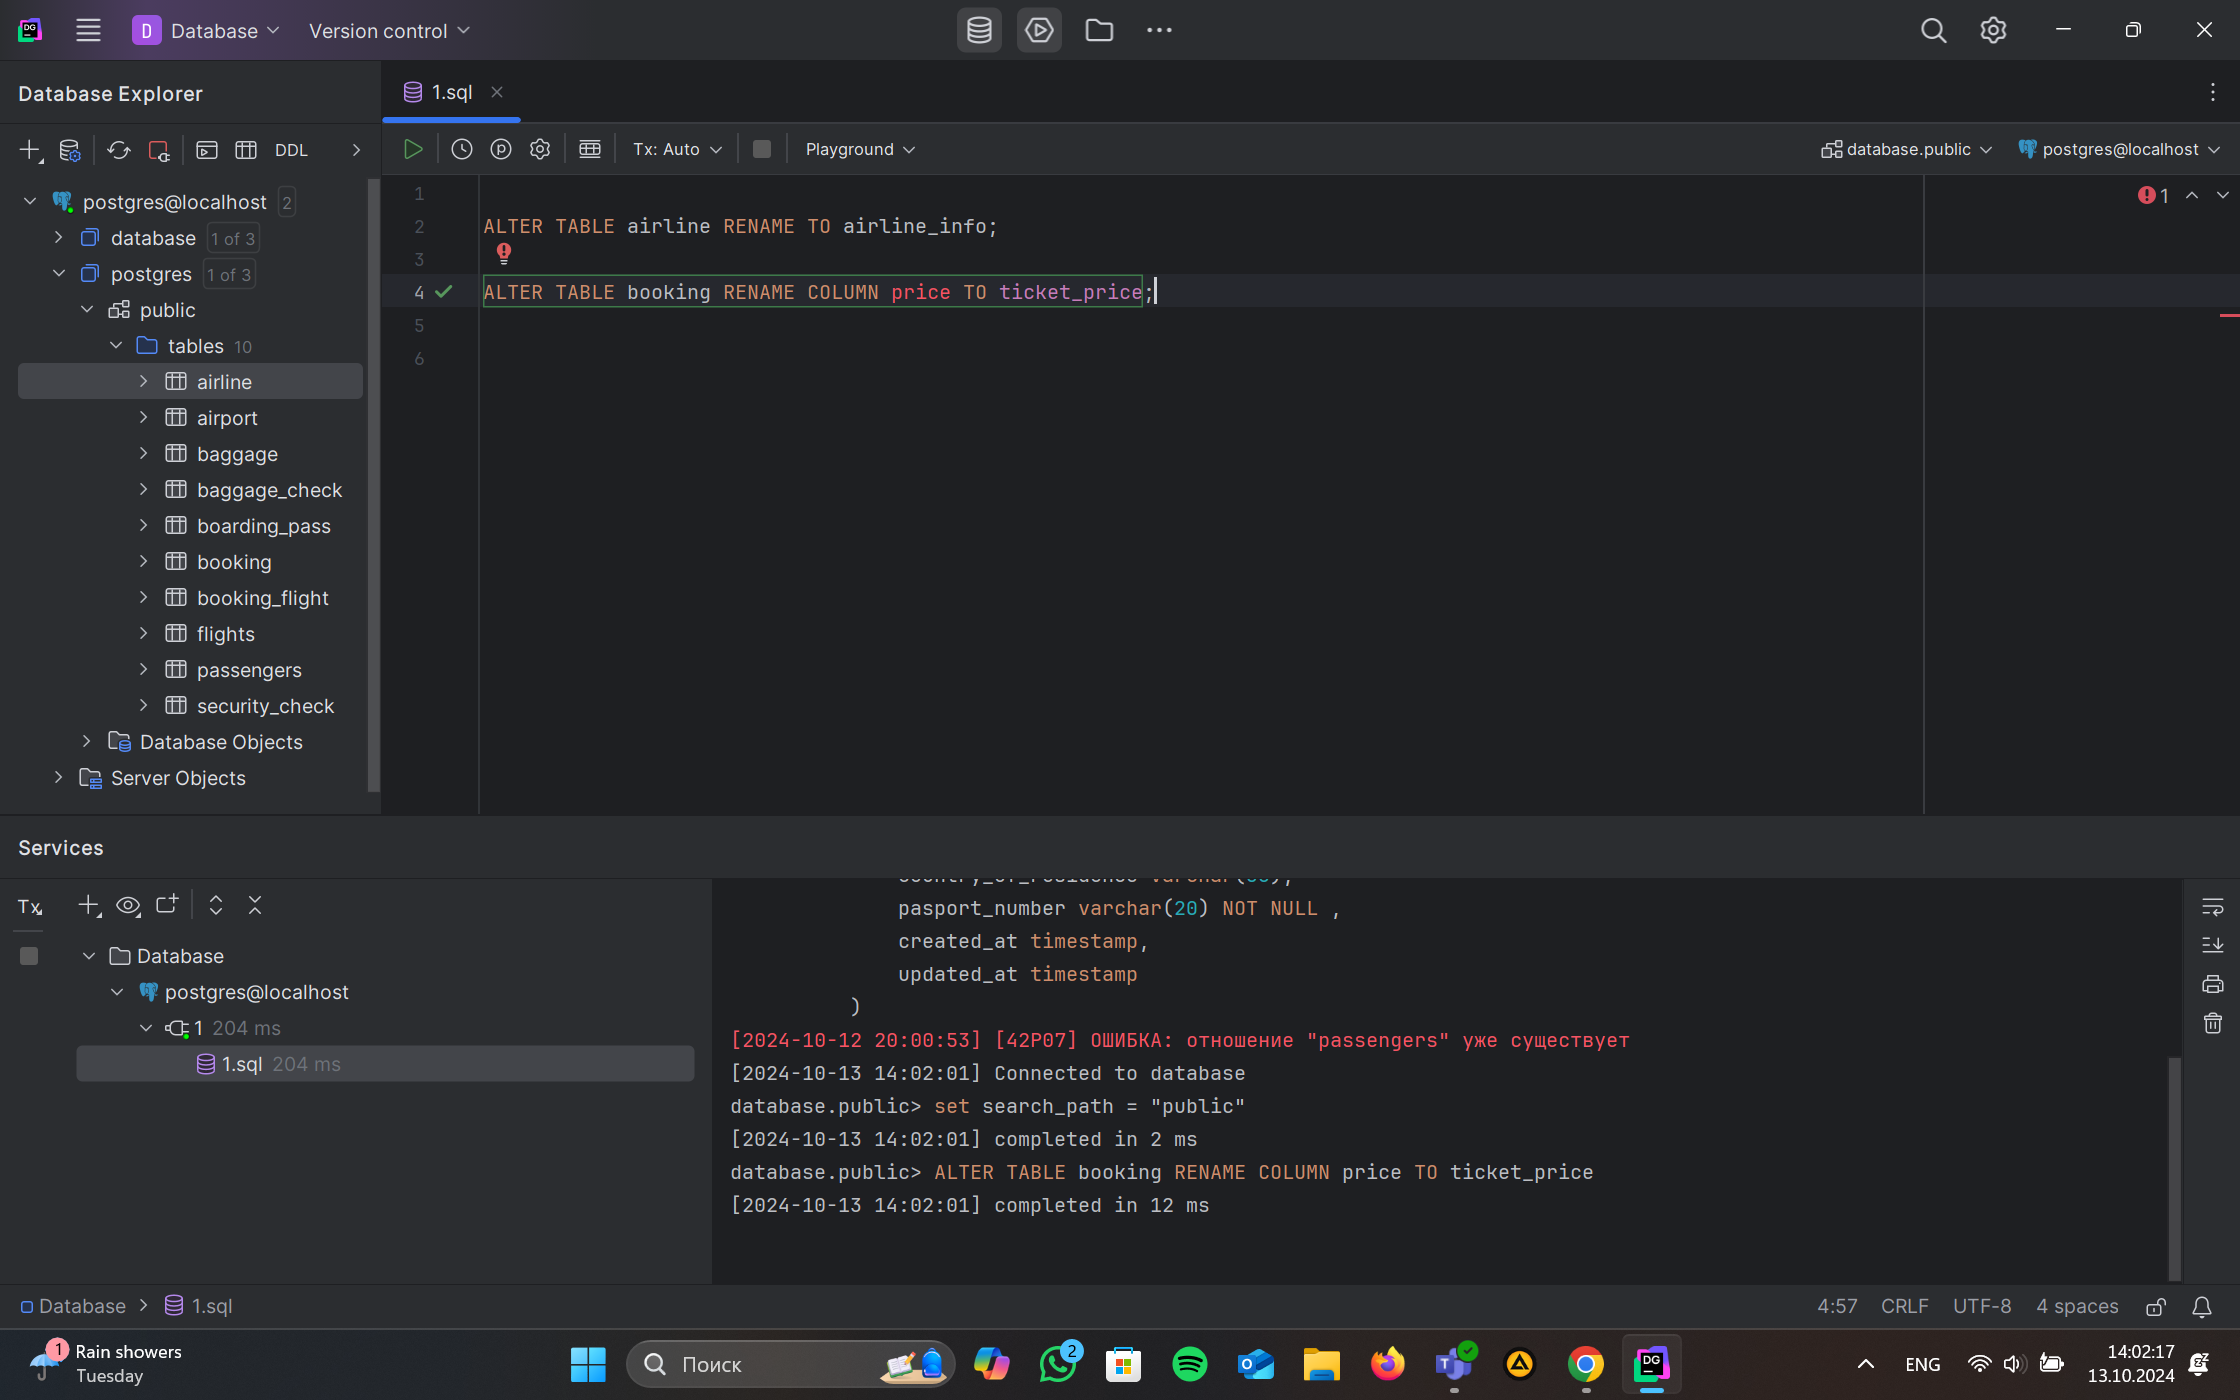 DG
D
Database
Version control
Database Explorer
1.sql
DDL
Tx: Auto
Playground
database.public
postgres@localhost
postgres@localhost 2
database 1 of 3
postgres 1 of 3
public
tables 10
airline
airport
baggage
baggage_check
boarding_pass
booking
booking_flight
flights
passengers
security_check
Database Objects
Server Objects
1
2 ALTER TABLE airline RENAME TO airline_info;
3
4 ALTER TABLE booking RENAME COLUMN price TO ticket_price;
5
6
1
Services
Tx
Database
postgres@localhost
1 204 ms
1.sql 204 ms
pasport_number varchar(20) NOT NULL ,
created_at timestamp,
updated_at timestamp
)
[2024-10-12 20:00:53] [42P07] ОШИБКА: отношение "passengers" уже существует
[2024-10-13 14:02:01] Connected to database
database.public> set search_path = "public"
[2024-10-13 14:02:01] completed in 2 ms
database.public> ALTER TABLE booking RENAME COLUMN price TO ticket_price
[2024-10-13 14:02:01] completed in 12 ms
Database > 1.sql
4:57 CRLF UTF-8 4 spaces
1
Rain showers
Tuesday
Поиск
2
DG
ENG
14:02:17
13.10.2024